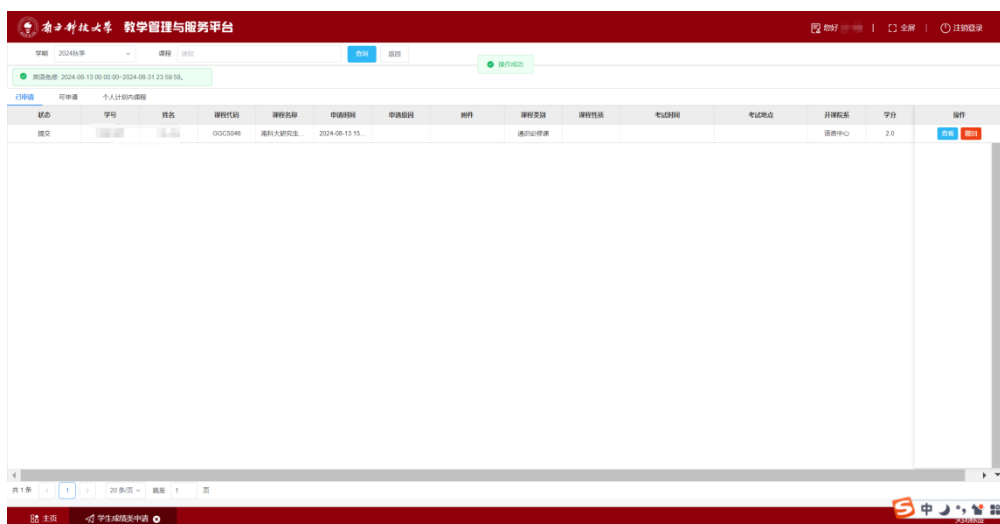 南方科技大学 教学管理与服务平台 您好 | 全屏 | 注销登录
学期 2024秋季 课程 课程 查询 返回
操作成功
英语免修: 2024-08-13 00:00:00~2024-08-31 23:59:59。
已申请 可申请 个人计划内课程
状态 学号 姓名 课程代码 课程名称 申请时间 申请原因 附件 课程类别 课程性质 考试时间 考试地点 开课院系 学分 操作
提交 GGC5046 南科大研究生... 2024-08-13 15... 通识必修课 语言中心 2.0 查看 撤回
共1条 1 20条/页 跳至 1 页
主页 学生成绩类申请
中